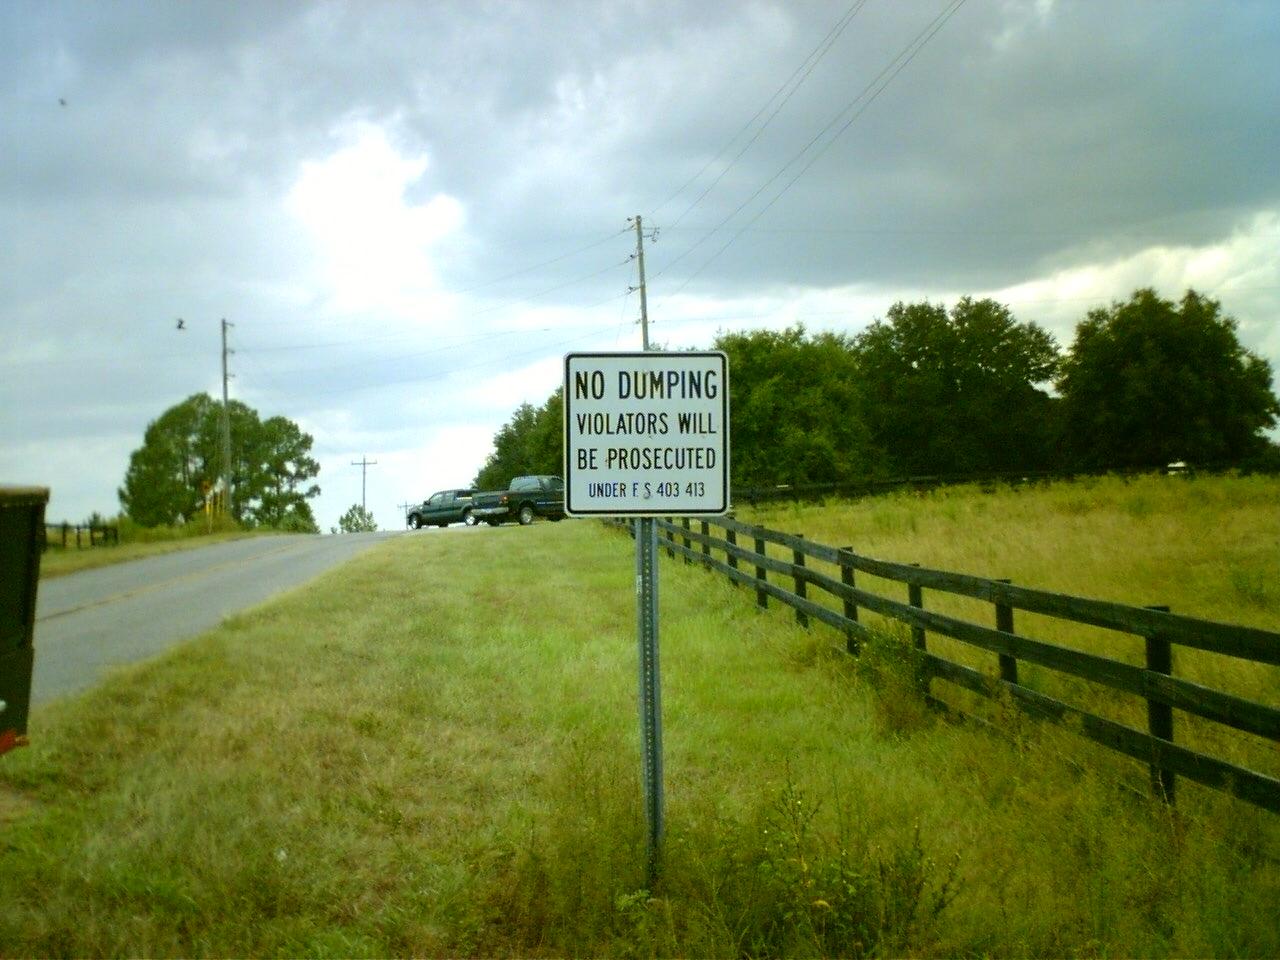 NO DUMPING
VIOLATORS WILL
BE PROSECUTED
UNDER F.S. 403 413